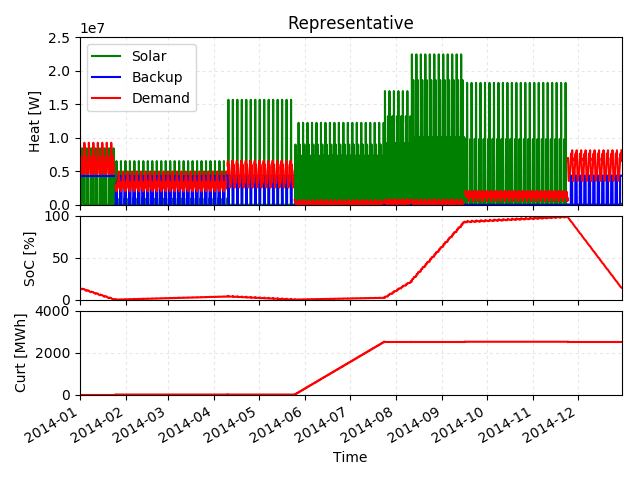 Representative
1e7
Solar
Backup
Demand
Heat [W]
2.5
2.0
1.5
1.0
0.5
0.0
SoC [%]
100
50
0
Curt [MWh]
4000
2000
0
2014-01
2014-02
2014-03
2014-04
2014-05
2014-06
2014-07
2014-08
2014-09
2014-10
2014-11
2014-12
Time